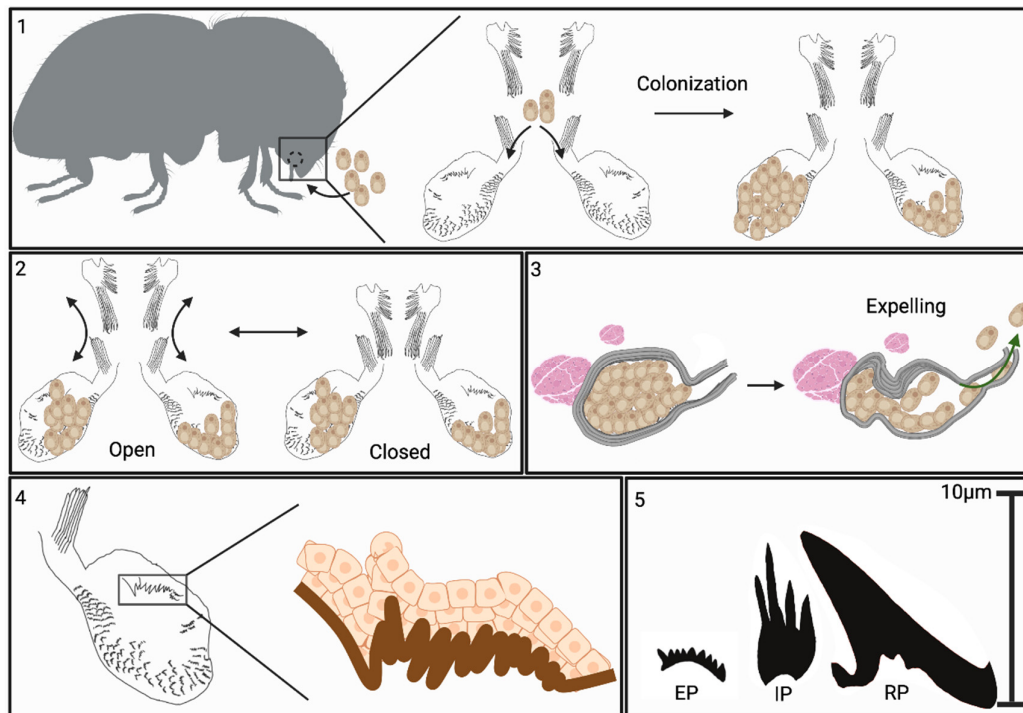 1
Colonization
2
Open
Closed
3
Expelling
4
5
10μm
EP
IP
RP